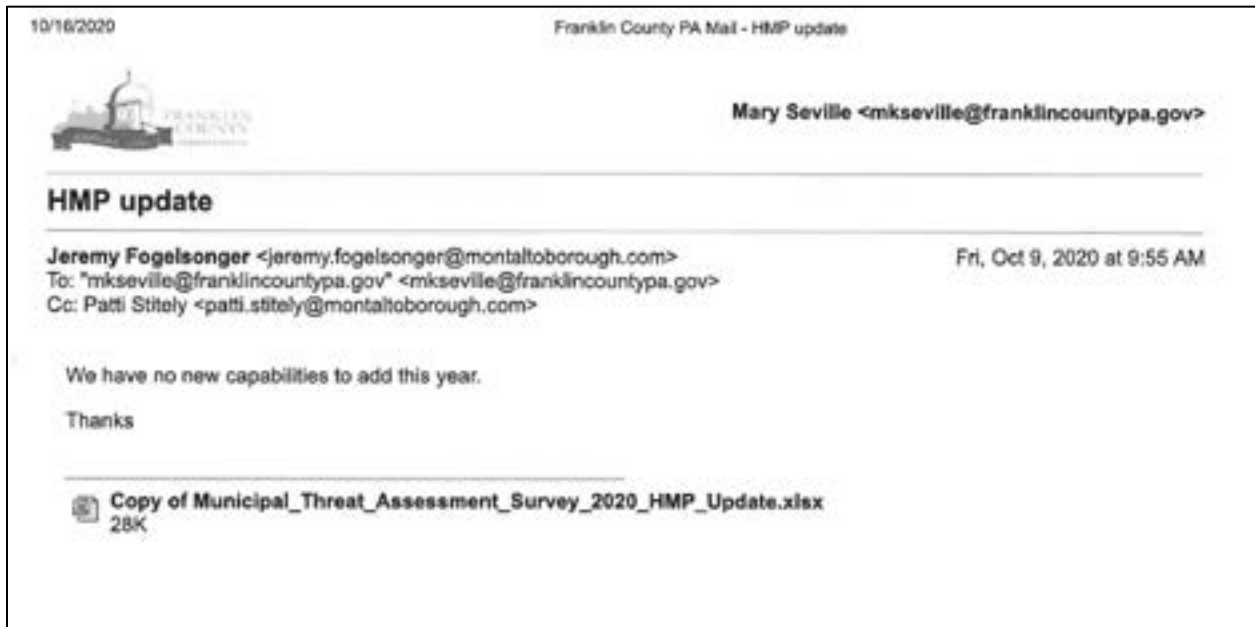 10/16/2020
Franklin County PA Mail - HMP update
FRANKLIN
COUNTY
Mary Seville <mkseville@franklincountypa.gov>
HMP update
Jeremy Fogelsonger <jeremy.fogelsonger@montaltoborough.com>
Fri, Oct 9, 2020 at 9:55 AM
To: "mkseville@franklincountypa.gov" <mkseville@franklincountypa.gov>
Cc: Patti Stitely <patti.stitely@montaltoborough.com>
We have no new capabilities to add this year.
Thanks
Copy of Municipal_Threat_Assessment_Survey_2020_HMP_Update.xlsx
28K